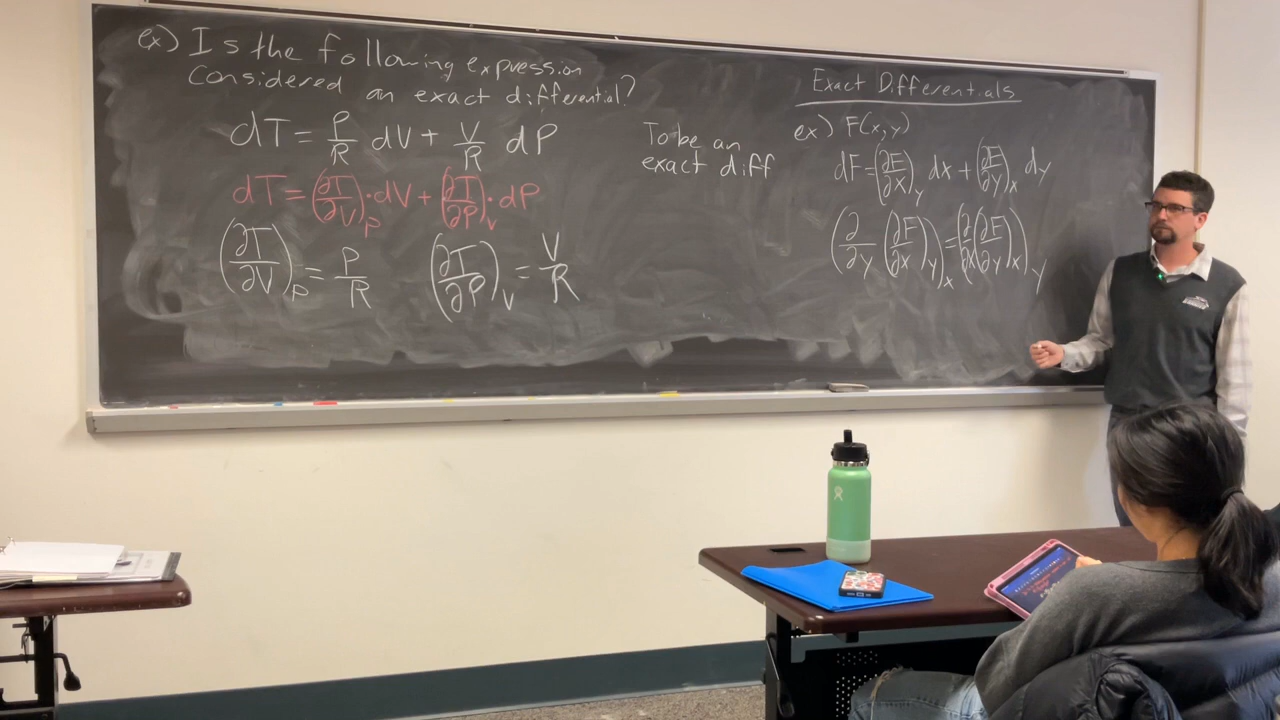 ex) Is the following expression
considered an exact differential?
dT = P/R dV + V/R dP
dT = (∂T/∂V)_P · dV + (∂T/∂P)_V · dP
(∂T/∂V)_P = P/R (∂T/∂P)_V = V/R
To be an
exact diff
Exact Differentials
ex) F(x,y)
dF = (∂F/∂x)_y dx + (∂F/∂y)_x dy
(∂/∂y (∂F/∂x)_y)_x = (∂/∂x (∂F/∂y)_x)_y